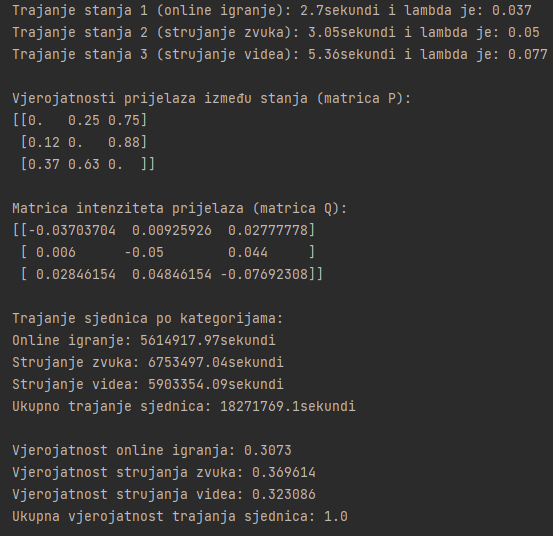 Trajanje stanja 1 (online igranje): 2.7sekundi i lambda je: 0.037
Trajanje stanja 2 (strujanje zvuka): 3.05sekundi i lambda je: 0.05
Trajanje stanja 3 (strujanje videa): 5.36sekundi i lambda je: 0.077
Vjerojatnosti prijelaza između stanja (matrica P):
[[0.   0.25 0.75]
 [0.12 0.   0.88]
 [0.37 0.63 0.  ]]
Matrica intenziteta prijelaza (matrica Q):
[[-0.03703704  0.00925926  0.02777778]
 [ 0.006      -0.05        0.044     ]
 [ 0.02846154  0.04846154 -0.07692308]]
Trajanje sjednica po kategorijama:
Online igranje: 5614917.97sekundi
Strujanje zvuka: 6753497.04sekundi
Strujanje videa: 5903354.09sekundi
Ukupno trajanje sjednica: 18271769.1sekundi
Vjerojatnost online igranja: 0.3073
Vjerojatnost strujanja zvuka: 0.369614
Vjerojatnost strujanja videa: 0.323086
Ukupna vjerojatnost trajanja sjednica: 1.0